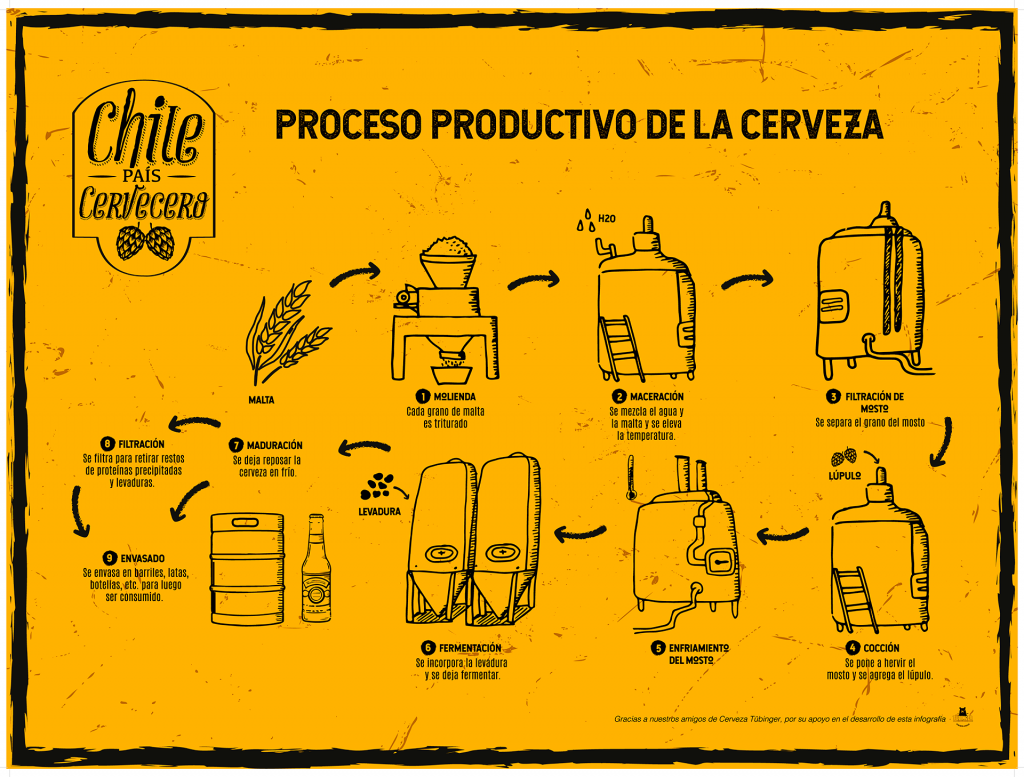 Chile
PAÍS
Cervecero
PROCESO PRODUCTIVO DE LA CERVEZA
MALTA
1 MOLIENDA
Cada grano de malta
es triturado
H2O
2 MACERACIÓN
Se mezcla el agua y
la malta y se eleva
la temperatura.
3 FILTRACIÓN DE
MOSTO
Se separa el grano del mosto
LÚPULO
4 COCCIÓN
Se pone a hervir el
mosto y se agrega el lúpulo.
5 ENFRIAMIENTO
DEL MOSTO
LEVADURA
6 FERMENTACIÓN
Se incorpora la levadura
y se deja fermentar.
7 MADURACIÓN
Se deja reposar la
cerveza en frío.
8 FILTRACIÓN
Se filtra para retirar restos
de proteínas precipitadas
y levaduras.
9 ENVASADO
Se envasa en barriles, latas,
botellas, etc. para luego
ser consumido.
Gracias a nuestros amigos de Cerveza Tübinger, por su apoyo en el desarrollo de esta infografía